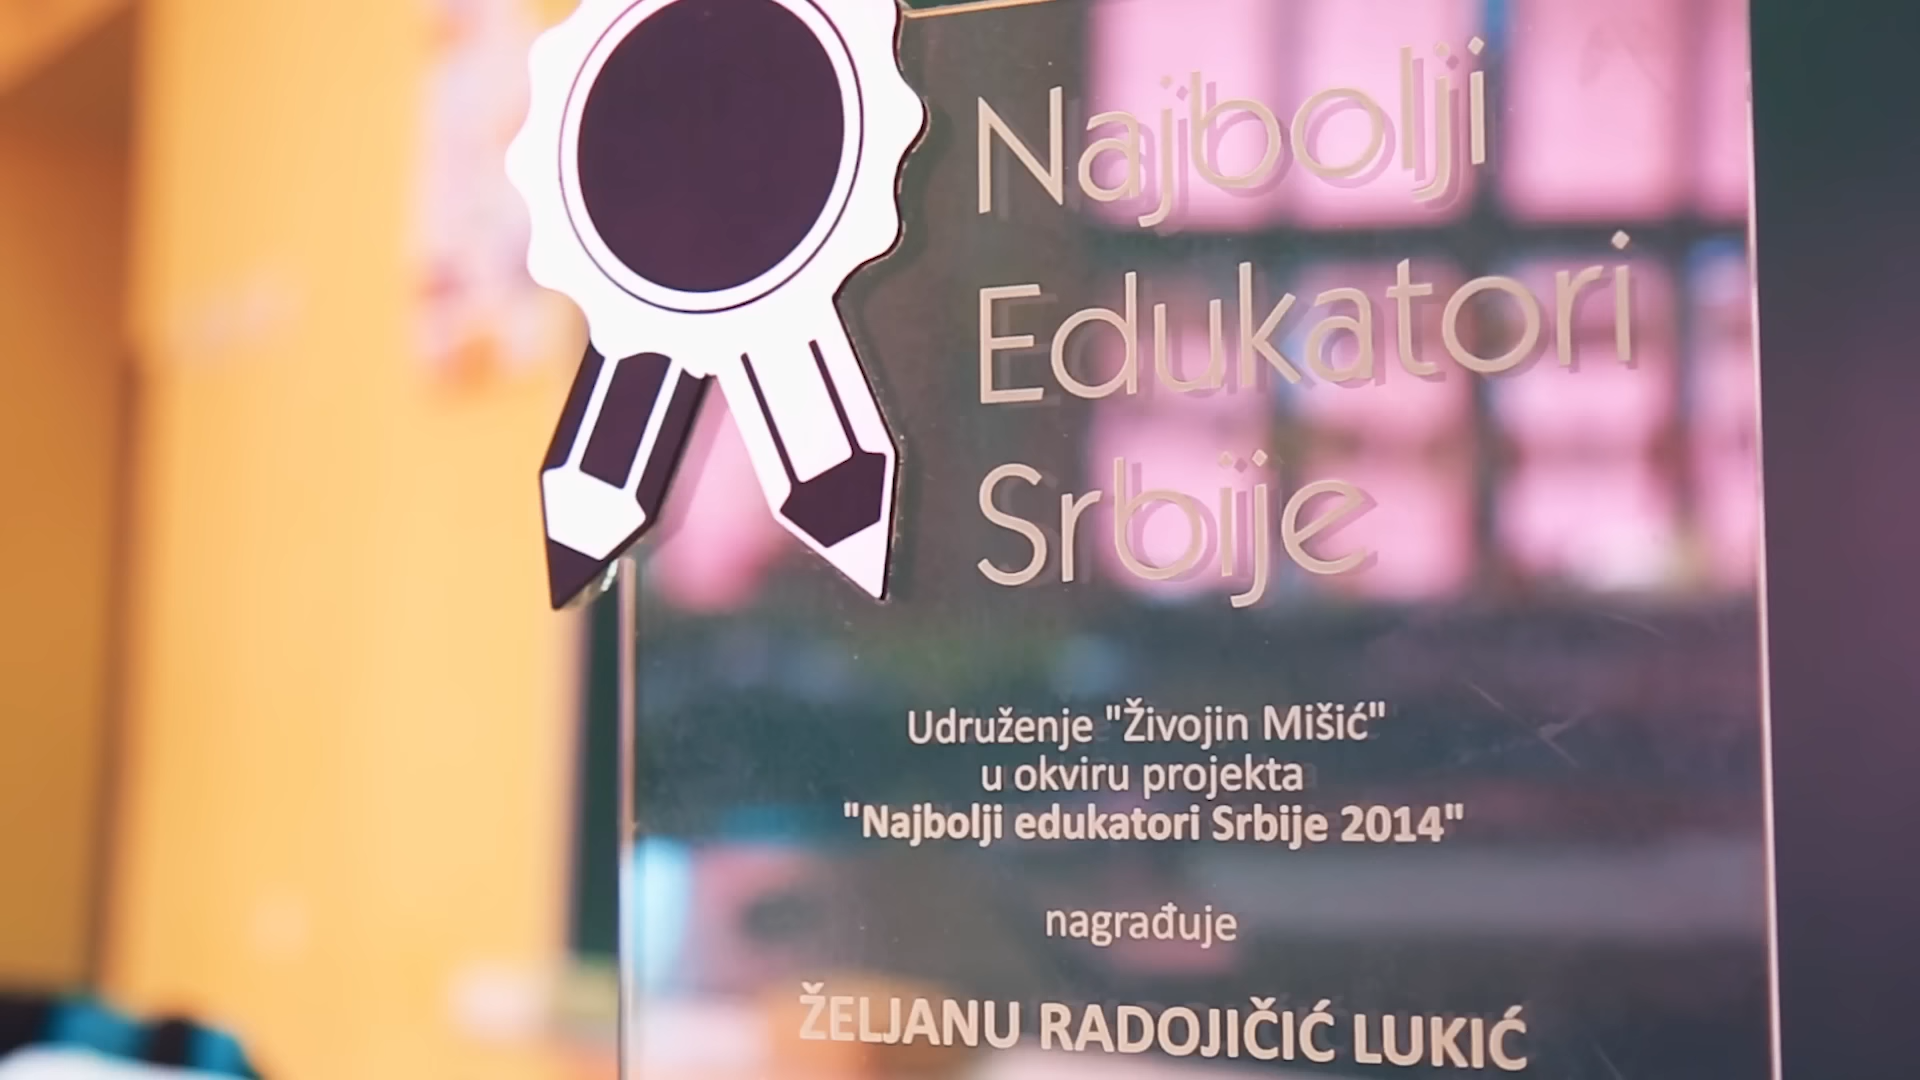 Najbolji
Edukatori
Srbije
Udruženje "Živojin Mišić"
u okviru projekta
"Najbolji edukatori Srbije 2014"
nagrađuje
ŽELJANU RADOJIČIĆ LUKIĆ